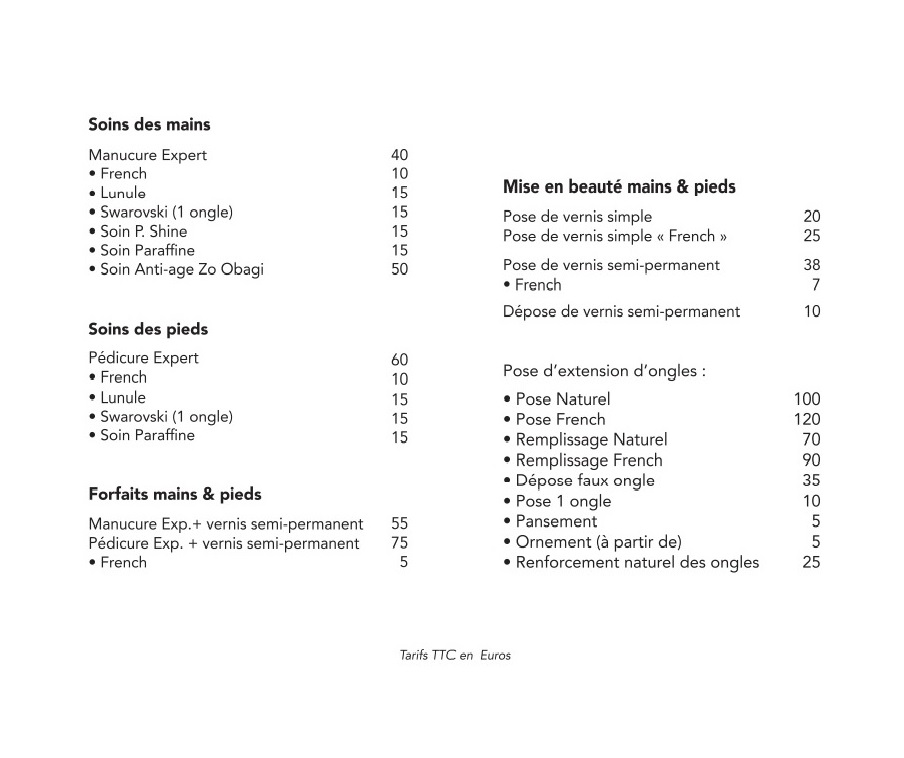 Soins des mains
Manucure Expert 40
• French 10
• Lunule 15
• Swarovski (1 ongle) 15
• Soin P. Shine 15
• Soin Paraffine 15
• Soin Anti-age Zo Obagi 50
Soins des pieds
Pédicure Expert 60
• French 10
• Lunule 15
• Swarovski (1 ongle) 15
• Soin Paraffine 15
Forfaits mains & pieds
Manucure Exp.+ vernis semi-permanent 55
Pédicure Exp. + vernis semi-permanent 75
• French 5
Mise en beauté mains & pieds
Pose de vernis simple 20
Pose de vernis simple « French » 25
Pose de vernis semi-permanent 38
• French 7
Dépose de vernis semi-permanent 10
Pose d'extension d'ongles :
• Pose Naturel 100
• Pose French 120
• Remplissage Naturel 70
• Remplissage French 90
• Dépose faux ongle 35
• Pose 1 ongle 10
• Pansement 5
• Ornement (à partir de) 5
• Renforcement naturel des ongles 25
Tarifs TTC en Euros